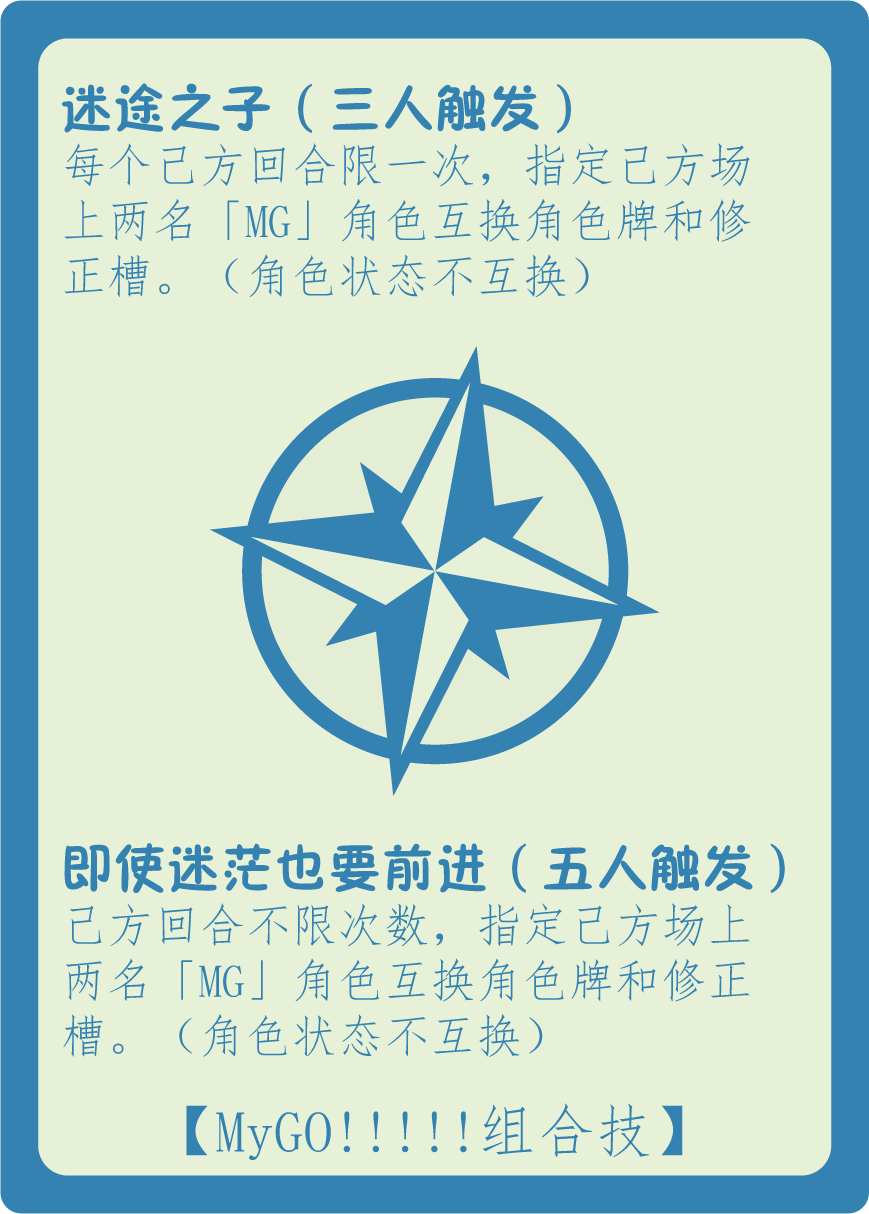 迷途之子（三人触发）
每个己方回合限一次，指定己方场
上两名「MG」角色互换角色牌和修
正槽。（角色状态不互换）
即使迷茫也要前进（五人触发）
己方回合不限次数，指定己方场上
两名「MG」角色互换角色牌和修正
槽。（角色状态不互换）
【MyGO!!!!!组合技】